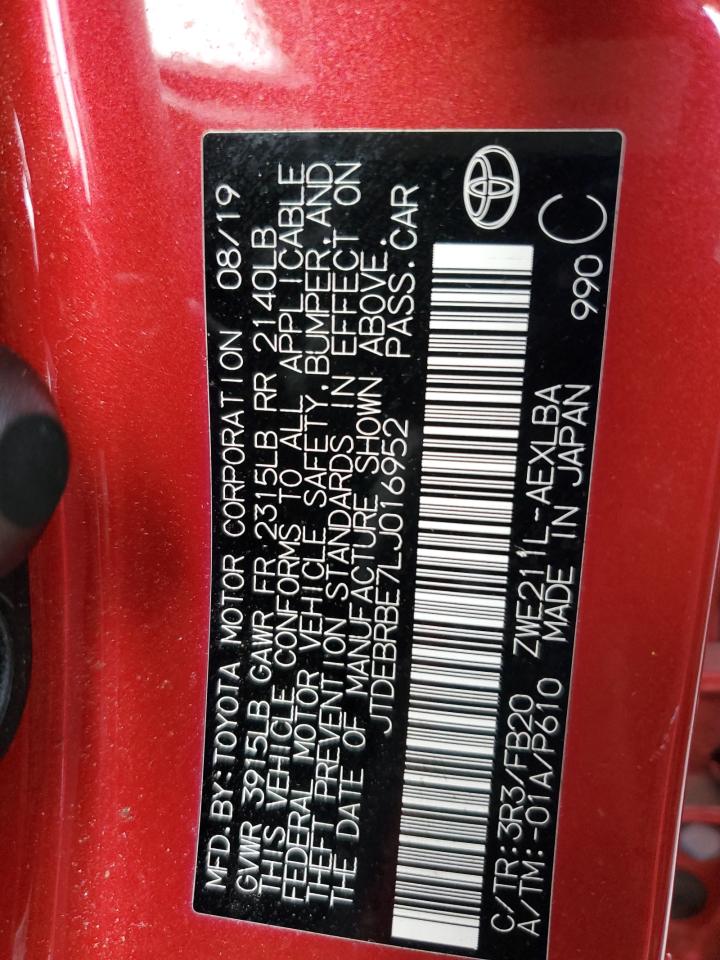 MFD. BY: TOYOTA MOTOR CORPORATION 08/19
GVWR 3915LB GAWR FR 2315LB RR 2140LB
THIS VEHICLE CONFORMS TO ALL APPLICABLE
FEDERAL MOTOR VEHICLE SAFETY, BUMPER, AND
THEFT PREVENTION STANDARDS IN EFFECT ON
THE DATE OF MANUFACTURE SHOWN ABOVE.
JTDEBRBE7LJ016952 PASS. CAR
C/TR: 3R3/FB20 ZWE211L-AEXLBA
A/TM: -01A/P610 MADE IN JAPAN
990 C